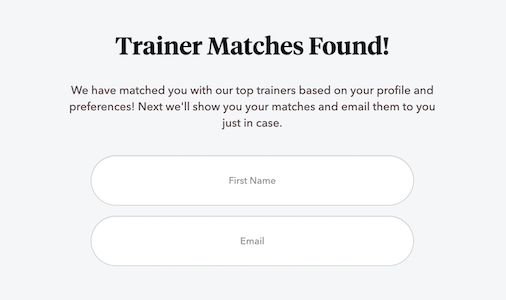 Trainer Matches Found!
We have matched you with our top trainers based on your profile and
preferences! Next we'll show you your matches and email them to you
just in case.
First Name
Email